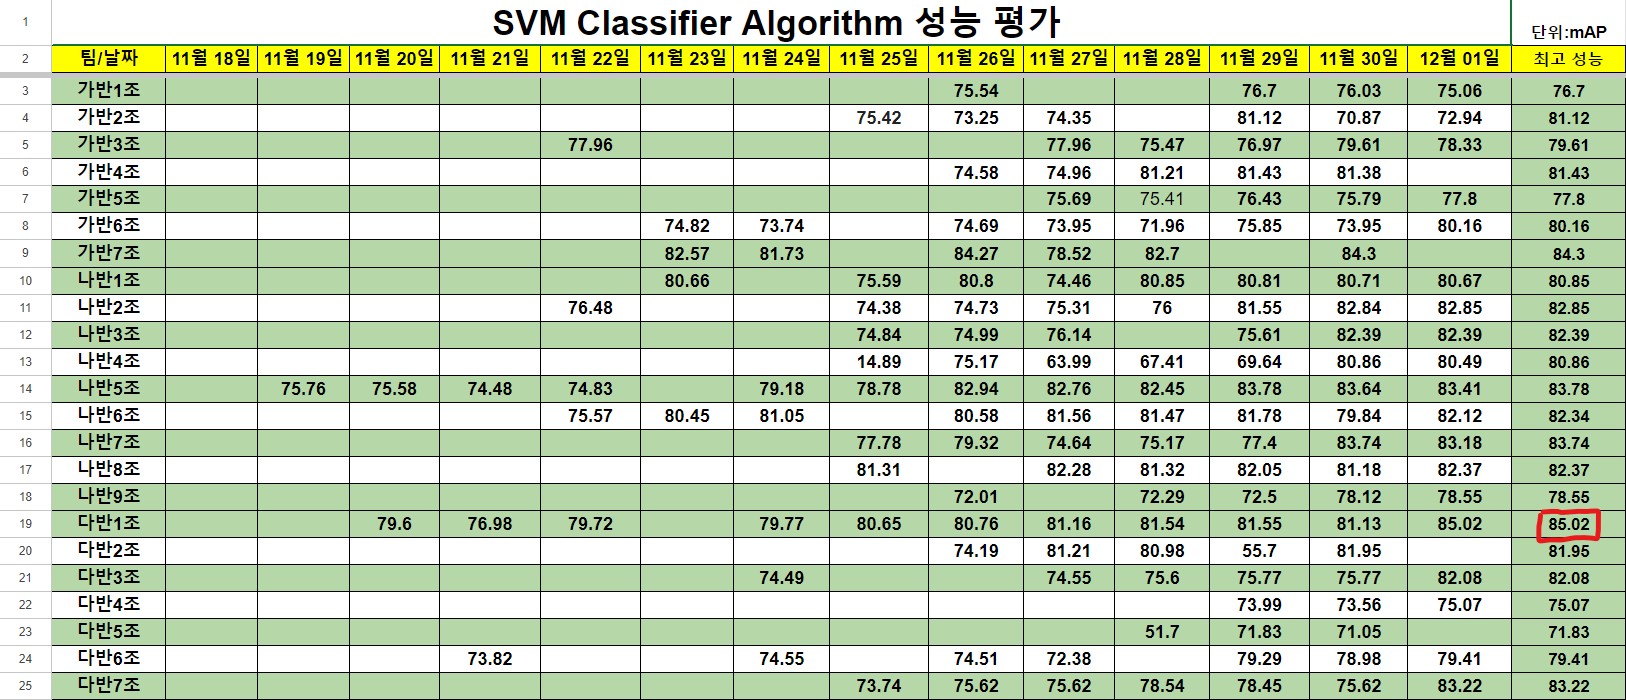 1 SVM Classifier Algorithm 성능 평가 단위:mAP
2 팀/날짜 11월 18일 11월 19일 11월 20일 11월 21일 11월 22일 11월 23일 11월 24일 11월 25일 11월 26일 11월 27일 11월 28일 11월 29일 11월 30일 12월 01일 최고 성능
3 가반1조 75.54 76.7 76.03 75.06 76.7
4 가반2조 75.42 73.25 74.35 81.12 70.87 72.94 81.12
5 가반3조 77.96 77.96 75.47 76.97 79.61 78.33 79.61
6 가반4조 74.58 74.96 81.21 81.43 81.38 81.43
7 가반5조 75.69 75.41 76.43 75.79 77.8 77.8
8 가반6조 74.82 73.74 74.69 73.95 71.96 75.85 73.95 80.16 80.16
9 가반7조 82.57 81.73 84.27 78.52 82.7 84.3 84.3
10 나반1조 80.66 75.59 80.8 74.46 80.85 80.81 80.71 80.67 80.85
11 나반2조 76.48 74.38 74.73 75.31 76 81.55 82.84 82.85 82.85
12 나반3조 74.84 74.99 76.14 75.61 82.39 82.39 82.39
13 나반4조 14.89 75.17 63.99 67.41 69.64 80.86 80.49 80.86
14 나반5조 75.76 75.58 74.48 74.83 79.18 78.78 82.94 82.76 82.45 83.78 83.64 83.41 83.78
15 나반6조 75.57 80.45 81.05 80.58 81.56 81.47 81.78 79.84 82.12 82.34
16 나반7조 77.78 79.32 74.64 75.17 77.4 83.74 83.18 83.74
17 나반8조 81.31 82.28 81.32 82.05 81.18 82.37 82.37
18 나반9조 72.01 72.29 72.5 78.12 78.55 78.55
19 다반1조 79.6 76.98 79.72 79.77 80.65 80.76 81.16 81.54 81.55 81.13 85.02 85.02
20 다반2조 74.19 81.21 80.98 55.7 81.95 81.95
21 다반3조 74.49 74.55 75.6 75.77 75.77 82.08 82.08
22 다반4조 73.99 73.56 75.07 75.07
23 다반5조 51.7 71.83 71.05 71.83
24 다반6조 73.82 74.55 74.51 72.38 79.29 78.98 79.41 79.41
25 다반7조 73.74 75.62 75.62 78.54 78.45 75.62 83.22 83.22